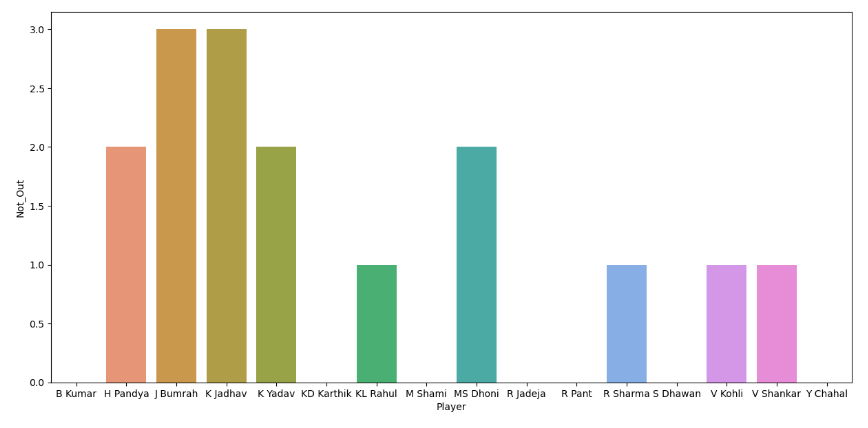 3.0
2.5
2.0
1.5
1.0
0.5
0.0
Not_Out
B Kumar H Pandya J Bumrah K Jadhav K Yadav KD Karthik KL Rahul M Shami MS Dhoni R Jadeja R Pant R Sharma S Dhawan V Kohli V Shankar Y Chahal
Player